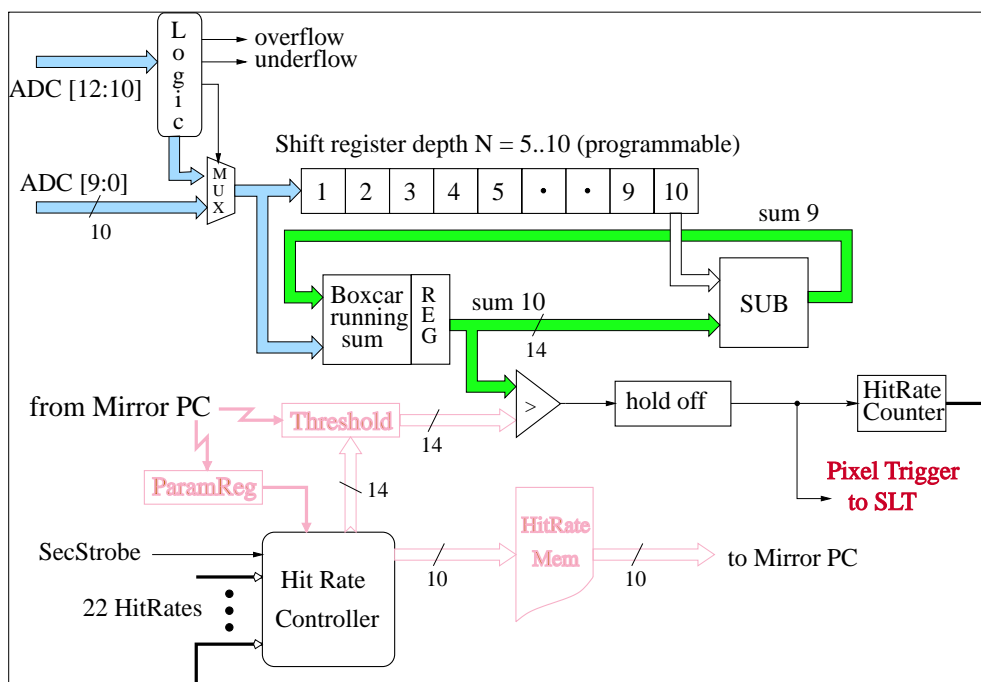 Logic
overflow
underflow
ADC [12:10]
Shift register depth N = 5..10 (programmable)
MUX
1 2 3 4 5 · · 9 10
ADC [9:0]
10
sum 9
Boxcar
running
sum
REG
sum 10
14
SUB
from Mirror PC
Threshold
14
>
hold off
HitRate
Counter
ParamReg
14
Pixel Trigger
to SLT
SecStrobe
22 HitRates
Hit Rate
Controller
10
HitRate
Mem
10
to Mirror PC